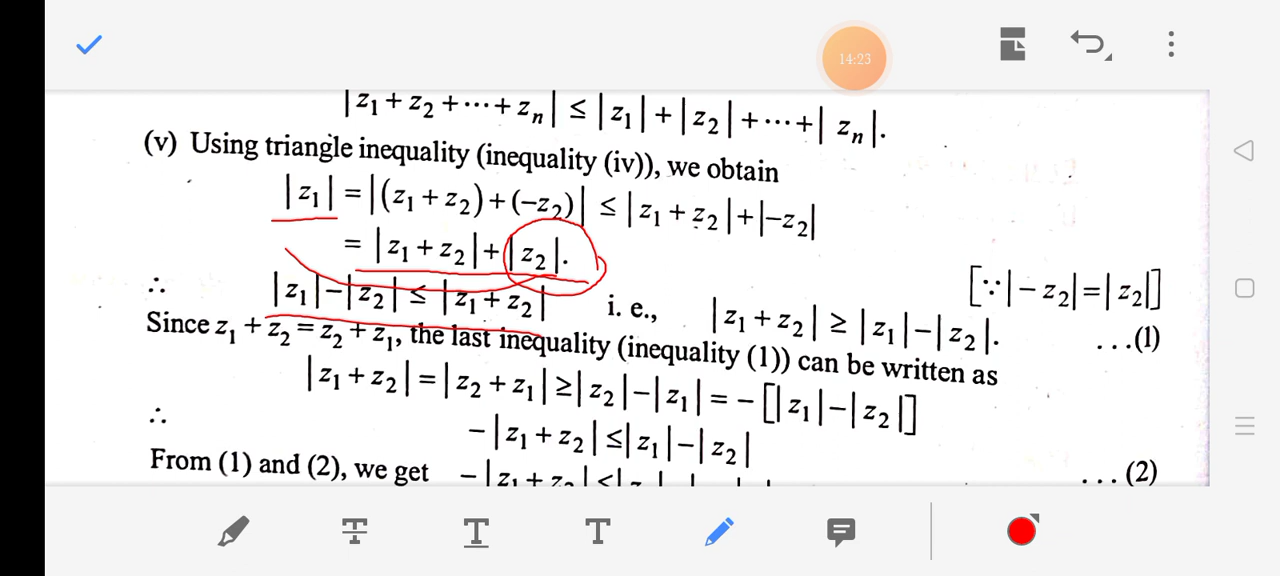 14:23
|z₁ + z₂ + ··· + zₙ| ≤ |z₁| + |z₂| + ··· + | zₙ|.
(v) Using triangle inequality (inequality (iv)), we obtain
|z₁| = |(z₁ + z₂) + (−z₂)| ≤ |z₁ + z₂| + |−z₂|
= |z₁ + z₂| + |z₂|. [∵|− z₂| = |z₂|]
∴ |z₁| − |z₂| ≤ |z₁ + z₂| i. e., |z₁ + z₂| ≥ |z₁| − |z₂|. ...(1)
Since z₁ + z₂ = z₂ + z₁, the last inequality (inequality (1)) can be written as
|z₁ + z₂| = |z₂ + z₁| ≥ |z₂| − |z₁| = − [|z₁| − |z₂|]
∴ −|z₁ + z₂| ≤ |z₁| − |z₂| ...(2)
From (1) and (2), we get −|z₁ + z₂| ≤
T T T